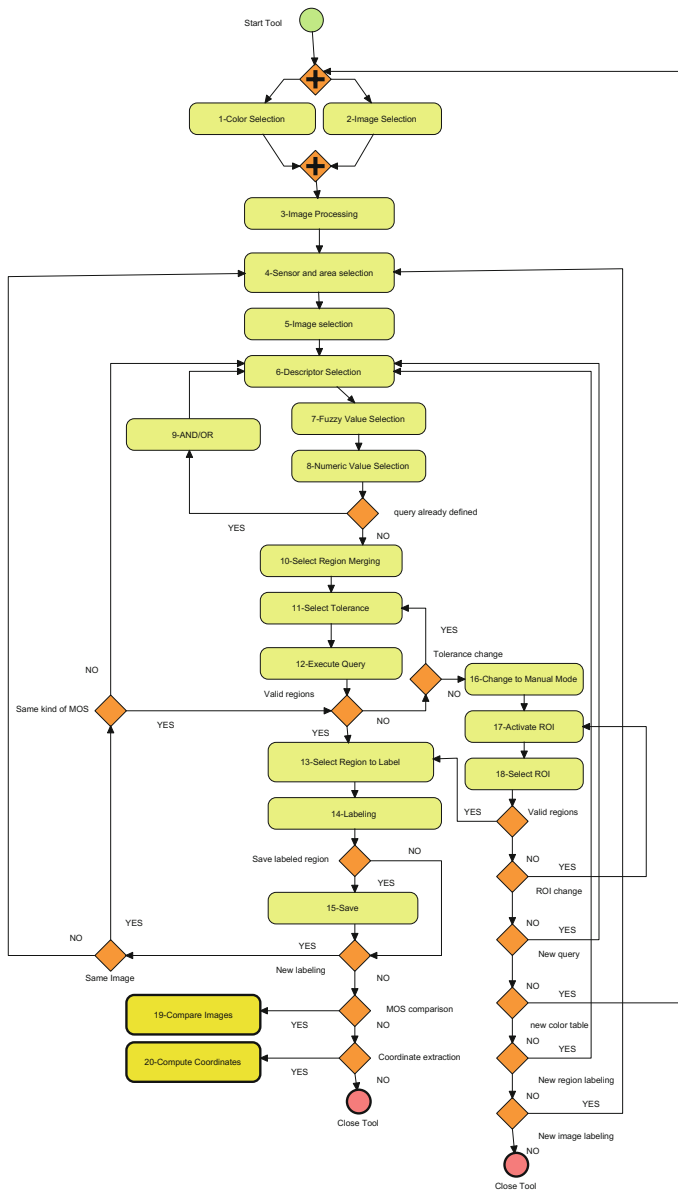 Start Tool
1-Color Selection
2-Image Selection
3-Image Processing
4-Sensor and area selection
5-Image selection
6-Descriptor Selection
7-Fuzzy Value Selection
9-AND/OR
8-Numeric Value Selection
query already defined
YES
NO
10-Select Region Merging
11-Select Tolerance
YES
Tolerance change
12-Execute Query
NO
16-Change to Manual Mode
Valid regions
NO
Same kind of MOS
YES
NO
17-Activate ROI
YES
13-Select Region to Label
18-Select ROI
YES
Valid regions
14-Labeling
NO
Save labeled region
NO
YES
ROI change
YES
15-Save
NO
YES
New query
YES
YES
NO
Same Image
New labeling
NO
NO
YES
new color table
19-Compare Images
MOS comparison
YES
NO
NO
YES
New region labeling
20-Compute Coordinates
Coordinate extraction
YES
NO
NO
YES
New image labeling
Close Tool
NO
Close Tool